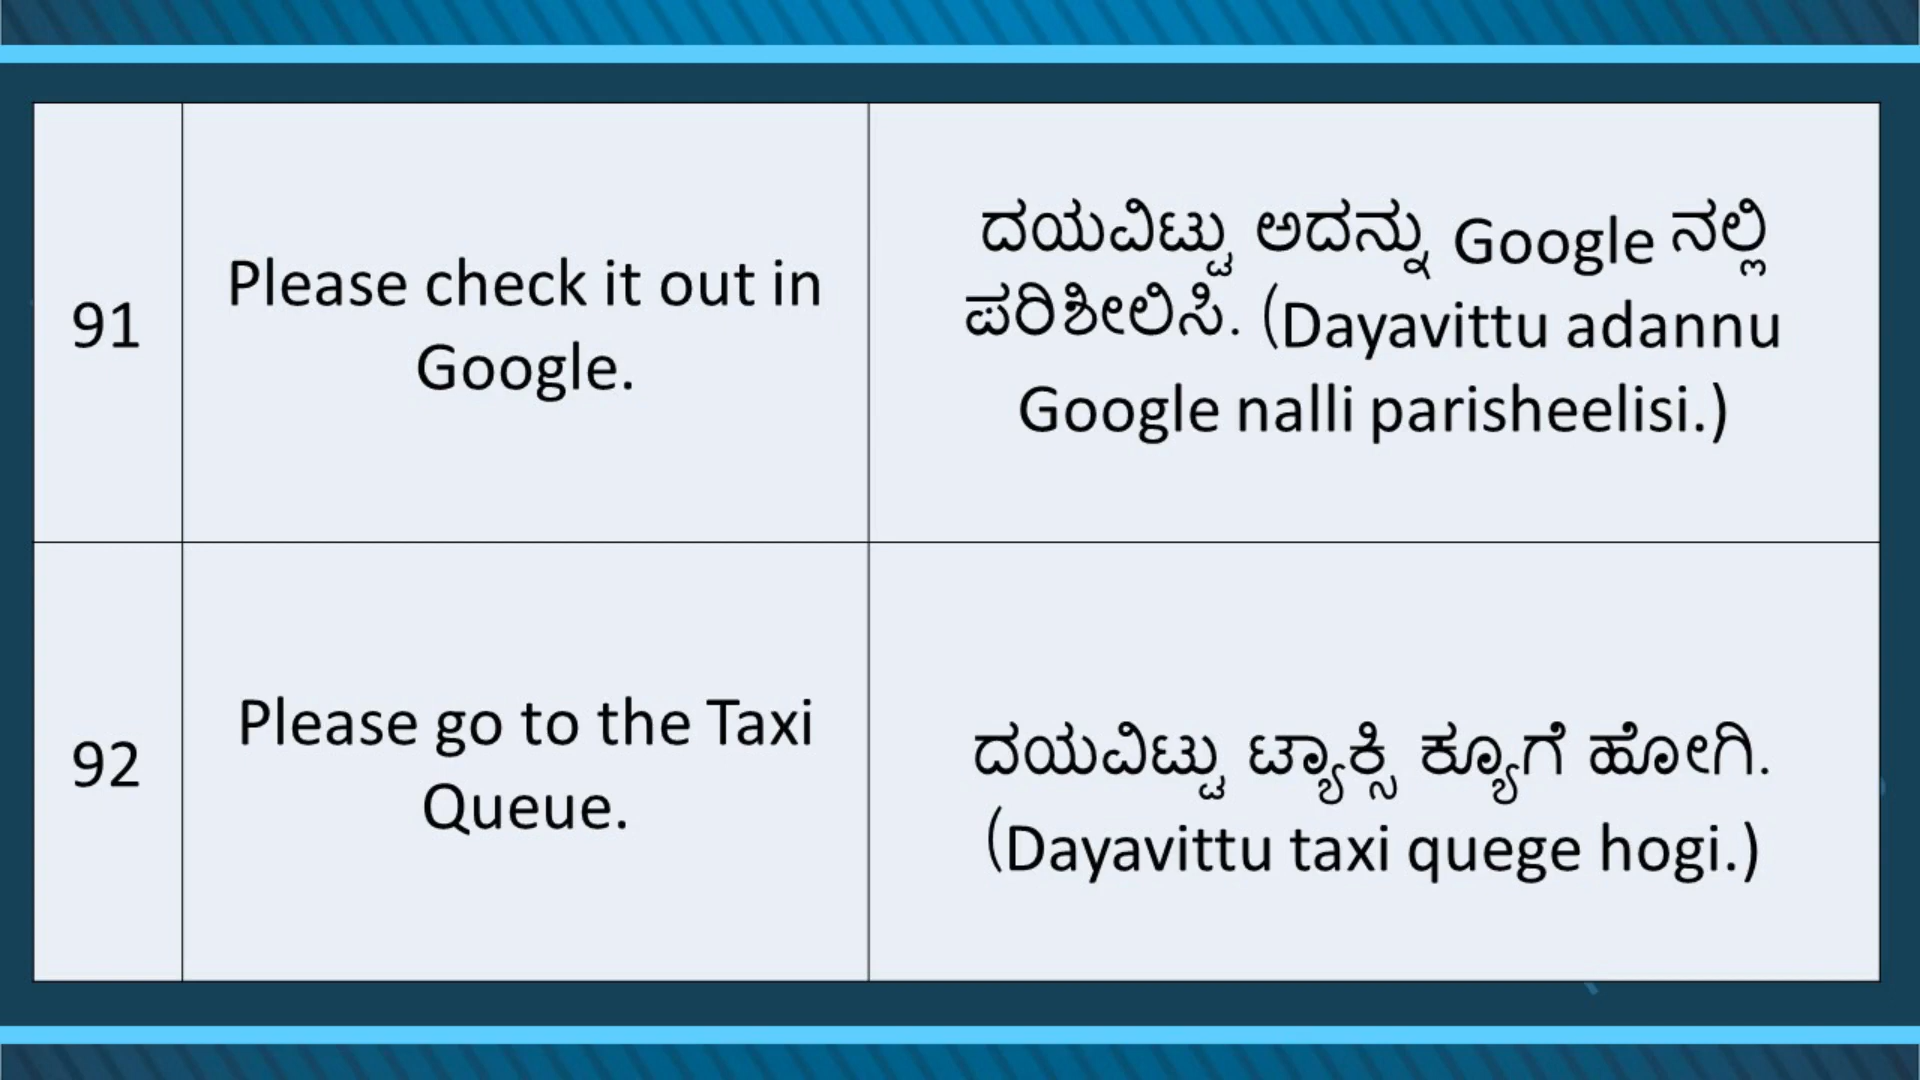 91
Please check it out in
Google.
ದಯವಿಟ್ಟು ಅದನ್ನು Google ನಲ್ಲಿ
ಪರಿಶೀಲಿಸಿ. (Dayavittu adannu
Google nalli parisheelisi.)
92
Please go to the Taxi
Queue.
ದಯವಿಟ್ಟು ಟ್ಯಾಕ್ಸಿ ಕ್ಯೂಗೆ ಹೋಗಿ.
(Dayavittu taxi quege hogi.)